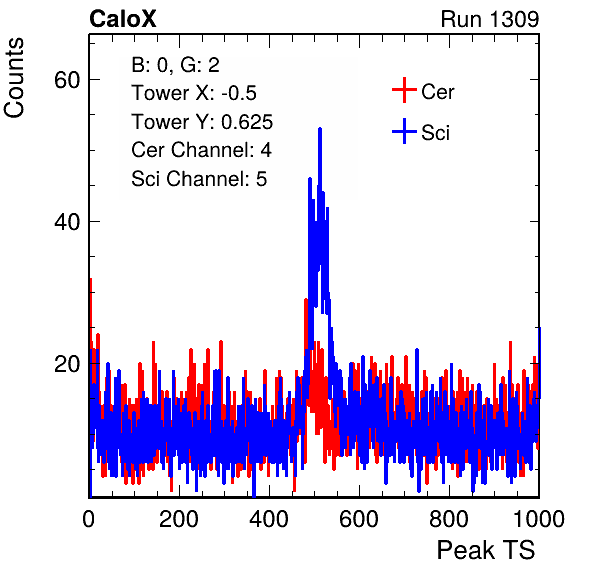 CaloX Run 1309
Counts
B: 0, G: 2
Tower X: -0.5
Tower Y: 0.625
Cer Channel: 4
Sci Channel: 5
Cer
Sci
60
40
20
0 200 400 600 800 1000
Peak TS